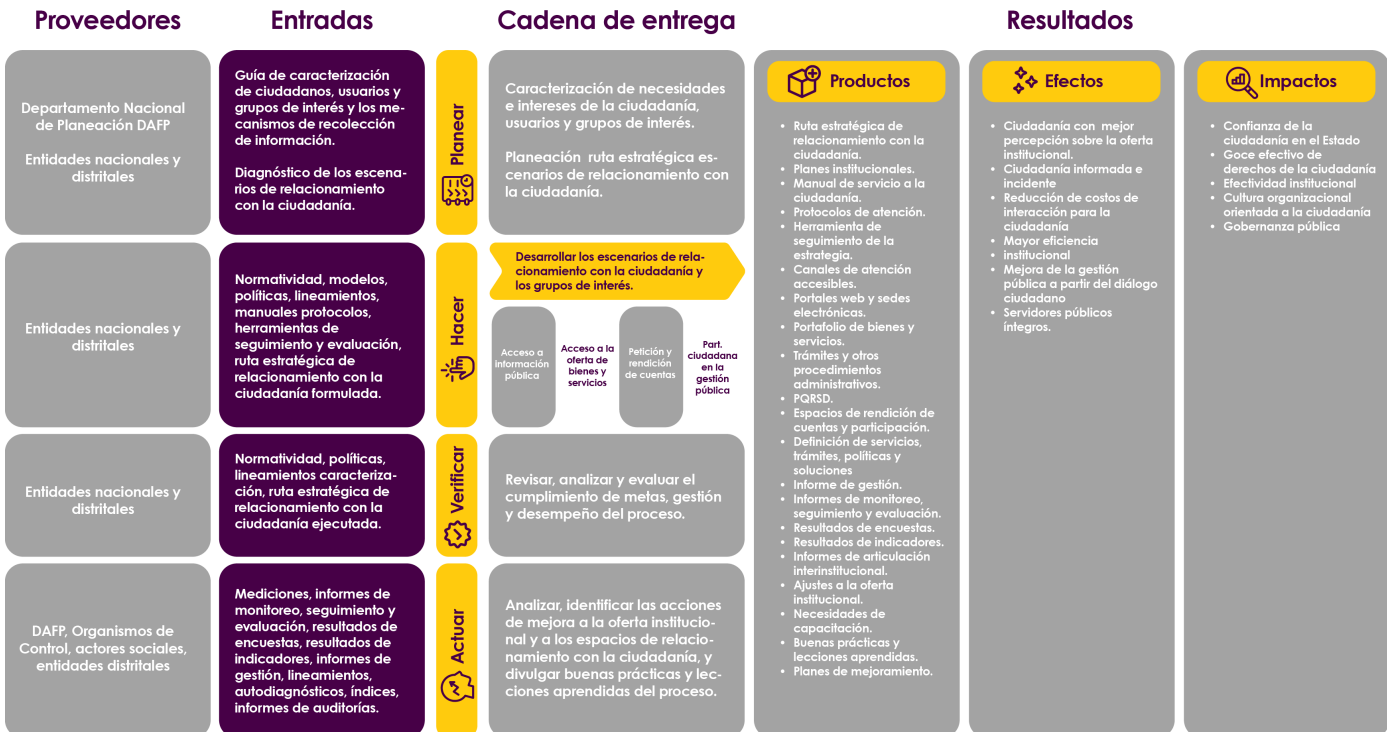 Proveedores
Entradas
Cadena de entrega
Resultados
Departamento Nacional
de Planeación DAFP
Entidades nacionales y
distritales
Guía de caracterización
de ciudadanos, usuarios y
grupos de interés y los me-
canismos de recolección
de información.
Diagnóstico de los escena-
rios de relacionamiento
con la ciudadanía.
Planear
Caracterización de necesidades
e intereses de la ciudadanía,
usuarios y grupos de interés.
Planeación ruta estratégica es-
cenarios de relacionamiento con
la ciudadanía.
Entidades nacionales y
distritales
Normatividad, modelos,
políticas, lineamientos,
manuales protocolos,
herramientas de
seguimiento y evaluación,
ruta estratégica de
relacionamiento con la
ciudadanía formulada.
Hacer
Desarrollar los escenarios de rela-
cionamiento con la ciudadanía y
los grupos de interés.
Acceso a
información
pública
Acceso a la
oferta de
bienes y
servicios
Petición y
rendición
de cuentas
Part.
ciudadana
en la
gestión
pública
Entidades nacionales y
distritales
Normatividad, políticas,
lineamientos caracteriza-
ción, ruta estratégica de
relacionamiento con la
ciudadanía ejecutada.
Verificar
Revisar, analizar y evaluar el
cumplimiento de metas, gestión
y desempeño del proceso.
DAFP, Organismos de
Control, actores sociales,
entidades distritales
Mediciones, informes de
monitoreo, seguimiento y
evaluación, resultados de
encuestas, resultados de
indicadores, informes de
gestión, lineamientos,
autodiagnósticos, índices,
informes de auditorías.
Actuar
Analizar, identificar las acciones
de mejora a la oferta institucio-
nal y a los espacios de relacio-
namiento con la ciudadanía, y
divulgar buenas prácticas y lec-
ciones aprendidas del proceso.
Productos
• Ruta estratégica de
relacionamiento con la
ciudadanía.
• Planes institucionales.
• Manual de servicio a la
ciudadanía.
• Protocolos de atención.
• Herramienta de
seguimiento de la
estrategia.
• Canales de atención
accesibles.
• Portales web y sedes
electrónicas.
• Portafolio de bienes y
servicios.
• Trámites y otros
procedimientos
administrativos.
• PQRSD.
• Espacios de rendición de
cuentas y participación.
• Definición de servicios,
trámites, políticas y
soluciones
• Informe de gestión.
• Informes de monitoreo,
seguimiento y evaluación.
• Resultados de encuestas.
• Resultados de indicadores.
• Informes de articulación
interinstitucional.
• Ajustes a la oferta
institucional.
• Necesidades de
capacitación.
• Buenas prácticas y
lecciones aprendidas.
• Planes de mejoramiento.
Efectos
• Ciudadanía con mejor
percepción sobre la oferta
institucional.
• Ciudadanía informada e
incidente
• Reducción de costos de
interacción para la
ciudadanía
• Mayor eficiencia
• institucional
• Mejora de la gestión
pública a partir del diálogo
ciudadano
• Servidores públicos
íntegros.
Impactos
• Confianza de la
ciudadanía en el Estado
• Goce efectivo de
derechos de la ciudadanía
• Efectividad institucional
• Cultura organizacional
orientada a la ciudadanía
• Gobernanza pública